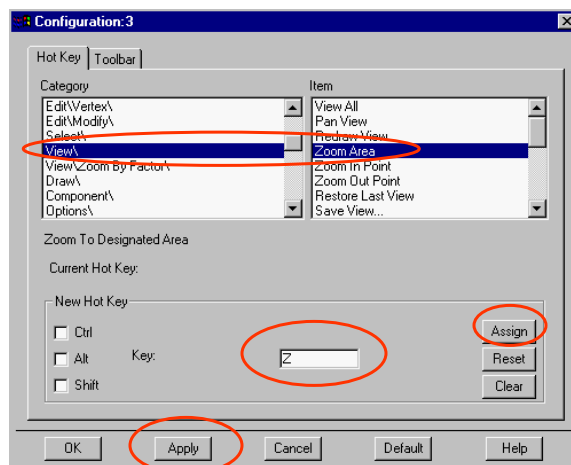 Configuration:3
Hot Key Toolbar
Category Item
Edit\Vertex\ View All
Edit\Modify\ Pan View
Select\ Redraw View
View\ Zoom Area
View\Zoom By Factor\ Zoom In Point
Draw\ Zoom Out Point
Component\ Restore Last View
Options\ Save View...
Zoom To Designated Area
Current Hot Key:
New Hot Key
Ctrl Assign
Alt Key: Z Reset
Shift Clear
OK Apply Cancel Default Help